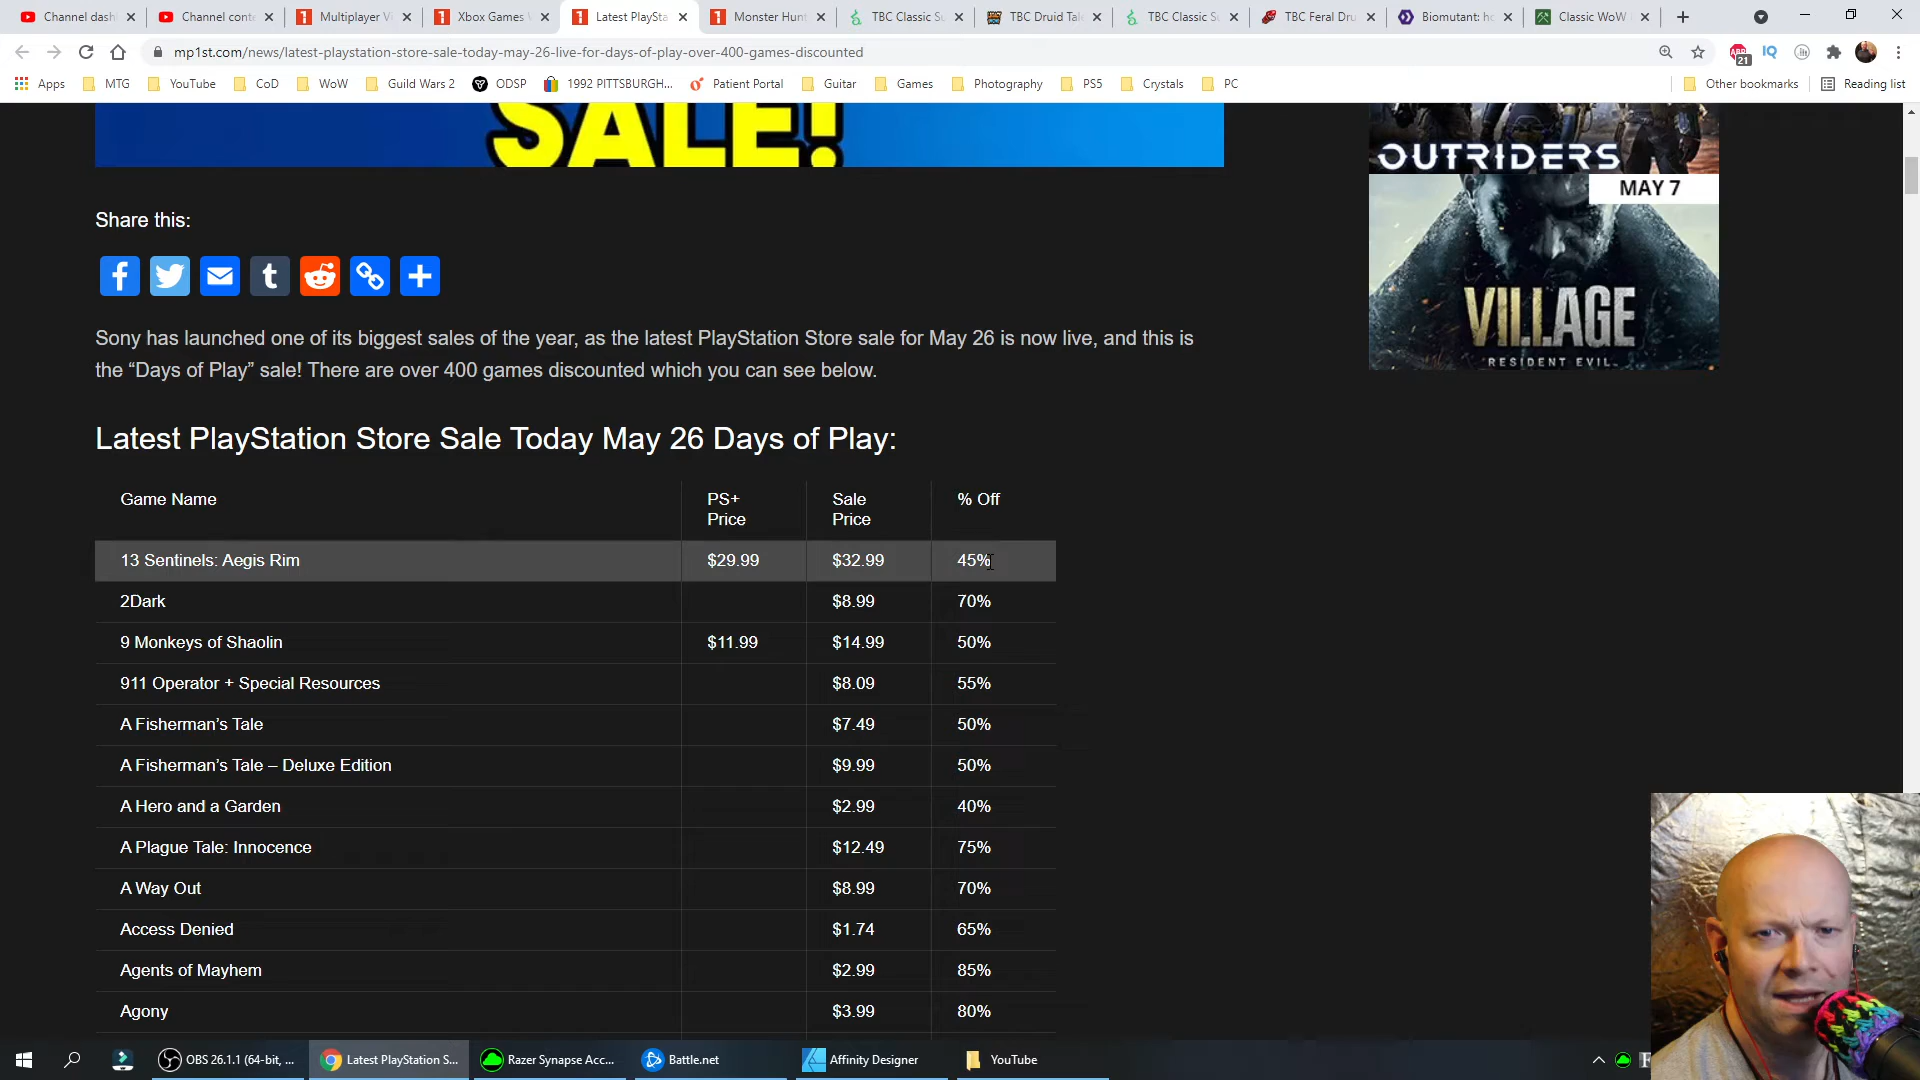 Channel dash
Channel conte
Multiplayer Vi
Xbox Games W
Latest PlaySta
Monster Hunt
TBC Classic Su
TBC Druid Tale
TBC Classic Su
TBC Feral Dru
Biomutant: ho
Classic WoW
mp1st.com/news/latest-playstation-store-sale-today-may-26-live-for-days-of-play-over-400-games-discounted
21
IQ
Apps
MTG
YouTube
CoD
WoW
Guild Wars 2
ODSP
1992 PITTSBURGH...
Patient Portal
Guitar
Games
Photography
PS5
Crystals
PC
Other bookmarks
Reading list
SALE!
OUTRIDERS
MAY 7
VILLAGE
RESIDENT EVIL
Share this:
Sony has launched one of its biggest sales of the year, as the latest PlayStation Store sale for May 26 is now live, and this is
the “Days of Play” sale! There are over 400 games discounted which you can see below.
Latest PlayStation Store Sale Today May 26 Days of Play:
Game Name PS+ Price Sale Price % Off
13 Sentinels: Aegis Rim $29.99 $32.99 45%
2Dark $8.99 70%
9 Monkeys of Shaolin $11.99 $14.99 50%
911 Operator + Special Resources $8.09 55%
A Fisherman’s Tale $7.49 50%
A Fisherman’s Tale – Deluxe Edition $9.99 50%
A Hero and a Garden $2.99 40%
A Plague Tale: Innocence $12.49 75%
A Way Out $8.99 70%
Access Denied $1.74 65%
Agents of Mayhem $2.99 85%
Agony $3.99 80%
OBS 26.1.1 (64-bit, ...
Latest PlayStation S...
Razer Synapse Acc...
Battle.net
Affinity Designer
YouTube